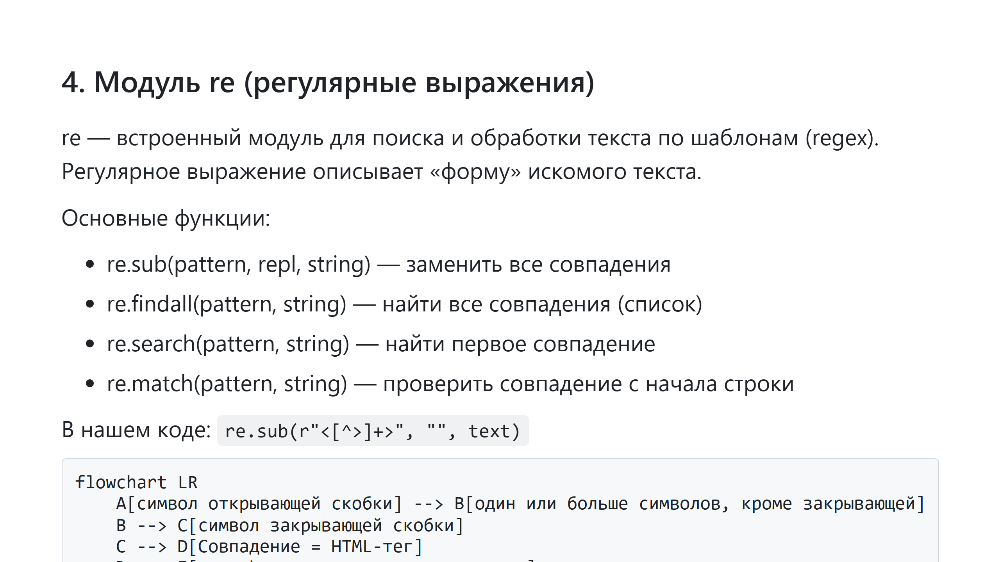 4. Модуль re (регулярные выражения)
re — встроенный модуль для поиска и обработки текста по шаблонам (regex).
Регулярное выражение описывает «форму» искомого текста.
Основные функции:
• re.sub(pattern, repl, string) — заменить все совпадения
• re.findall(pattern, string) — найти все совпадения (список)
• re.search(pattern, string) — найти первое совпадение
• re.match(pattern, string) — проверить совпадение с начала строки
В нашем коде: re.sub(r"<[^>]+>", "", text)
flowchart LR
    A[символ открывающей скобки] --> B[один или больше символов, кроме закрывающей]
    B --> C[символ закрывающей скобки]
    C --> D[Совпадение = HTML-тег]